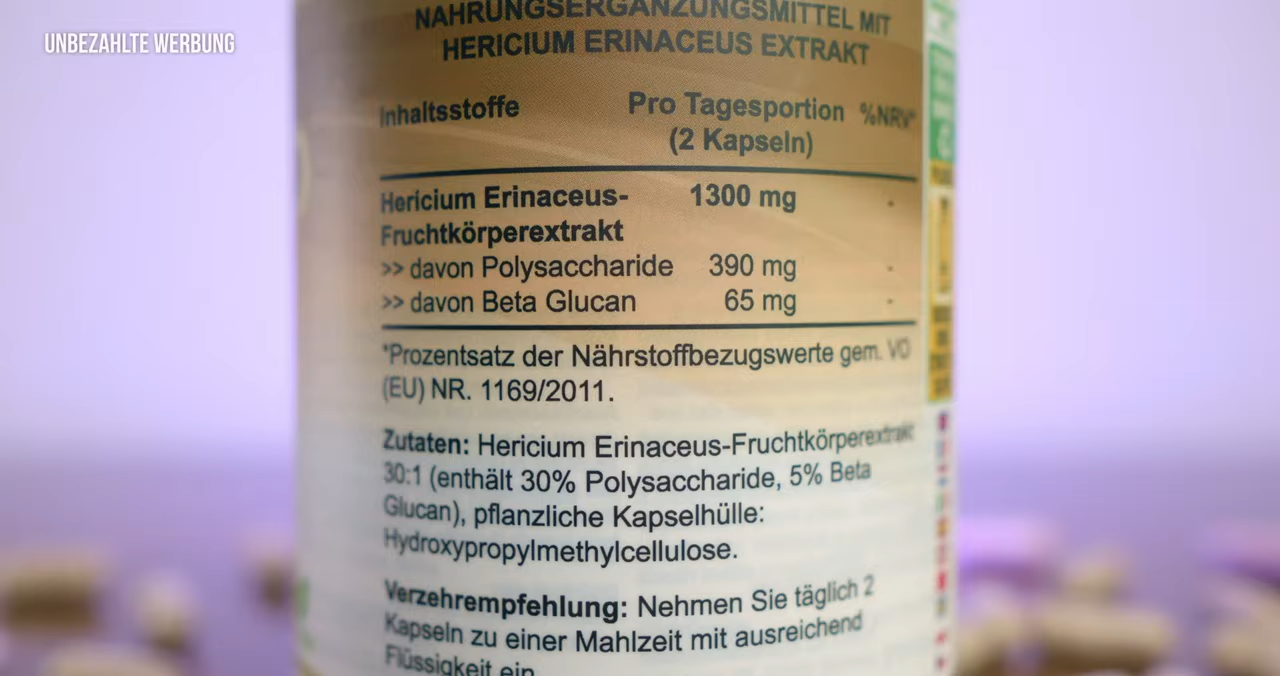 UNBEZAHLTE WERBUNG
NAHRUNGSERGÄNZUNGSMITTEL MIT
HERICIUM ERINACEUS EXTRAKT
Inhaltsstoffe Pro Tagesportion %NRV*
(2 Kapseln)
Hericium Erinaceus- 1300 mg -
Fruchtkörperextrakt
>> davon Polysaccharide 390 mg -
>> davon Beta Glucan 65 mg -
*Prozentsatz der Nährstoffbezugswerte gem. VO
(EU) NR. 1169/2011.
Zutaten: Hericium Erinaceus-Fruchtkörperextrakt
30:1 (enthält 30% Polysaccharide, 5% Beta
Glucan), pflanzliche Kapselhülle:
Hydroxypropylmethylcellulose.
Verzehrempfehlung: Nehmen Sie täglich 2
Kapseln zu einer Mahlzeit mit ausreichend
Flüssigkeit ein.